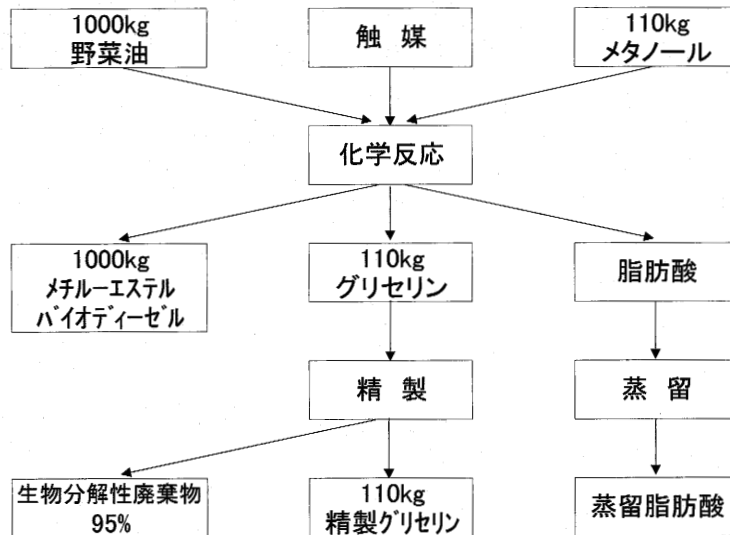 1000kg
野菜油
触 媒
110kg
メタノール
化学反応
1000kg
メチルーエステル
バイオディーゼル
110kg
グリセリン
脂肪酸
精 製
蒸 留
生物分解性廃棄物
95%
110kg
精製グリセリン
蒸留脂肪酸